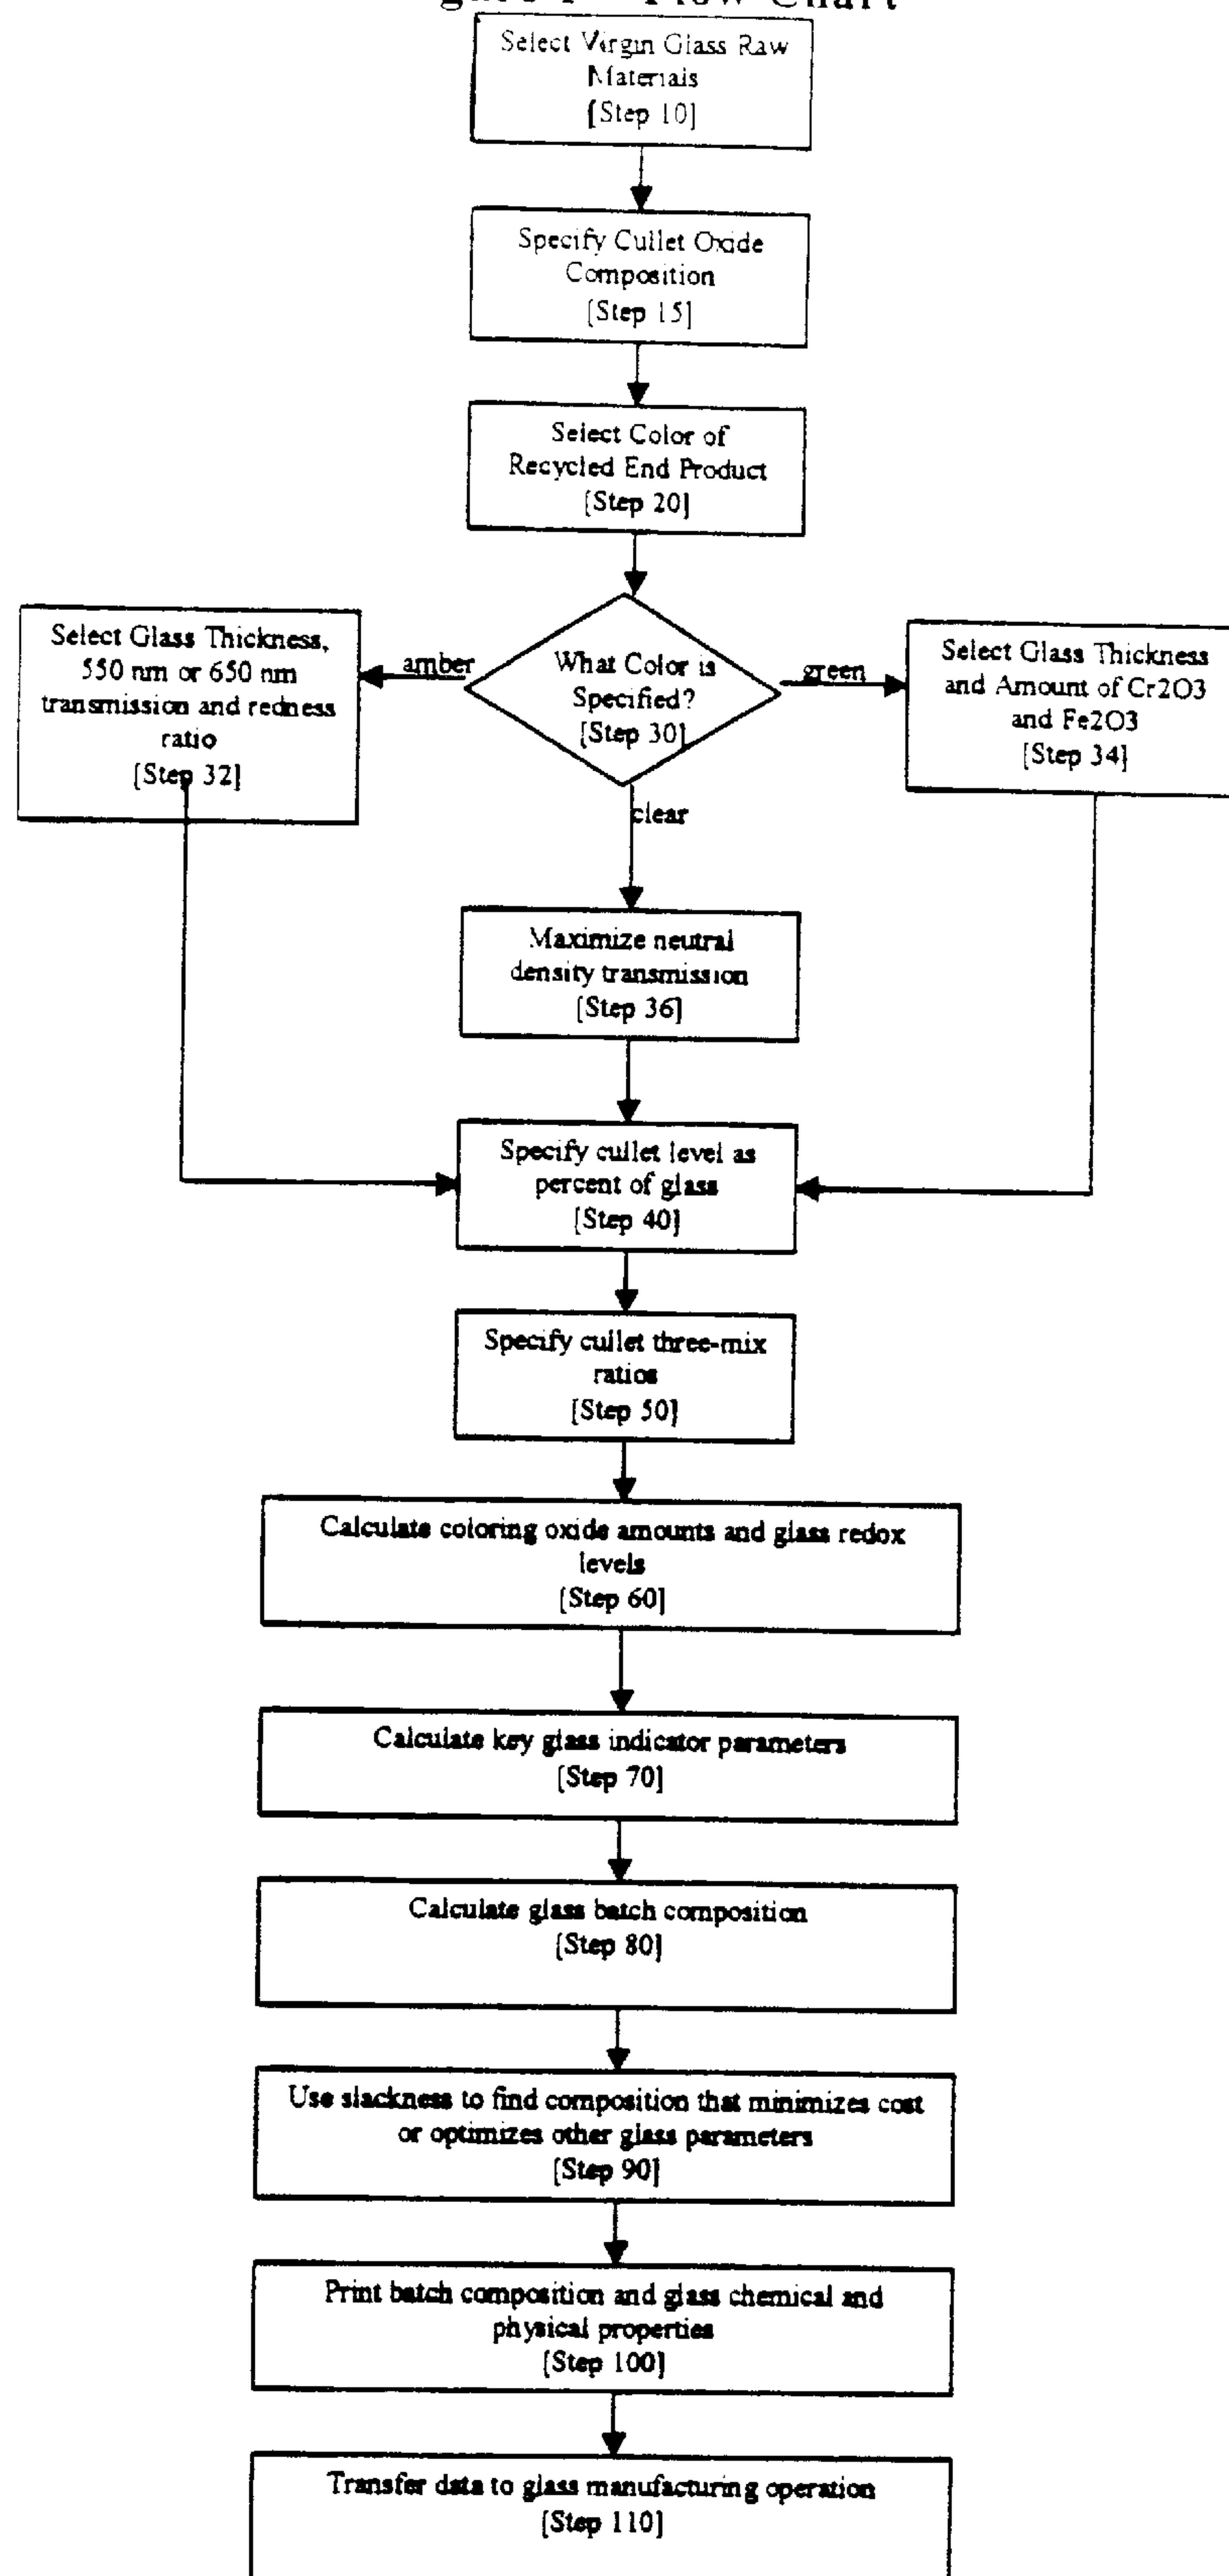 Flow Chart
Select Virgin Glass Raw
Materials
[Step 10]
Specify Cullet Oxide
Composition
[Step 15]
Select Color of
Recycled End Product
[Step 20]
Select Glass Thickness,
550 nm or 650 nm
transmission and redness
ratio
[Step 32]
amber
What Color is
Specified?
[Step 30]
green
Select Glass Thickness
and Amount of Cr2O3
and Fe2O3
[Step 34]
clear
Maximize neutral
density transmission
[Step 36]
Specify cullet level as
percent of glass
[Step 40]
Specify cullet three-mix
ratios
[Step 50]
Calculate coloring oxide amounts and glass redox
levels
[Step 60]
Calculate key glass indicator parameters
[Step 70]
Calculate glass batch composition
[Step 80]
Use slackness to find composition that minimizes cost
or optimizes other glass parameters
[Step 90]
Print batch composition and glass chemical and
physical properties
[Step 100]
Transfer data to glass manufacturing operation
[Step 110]